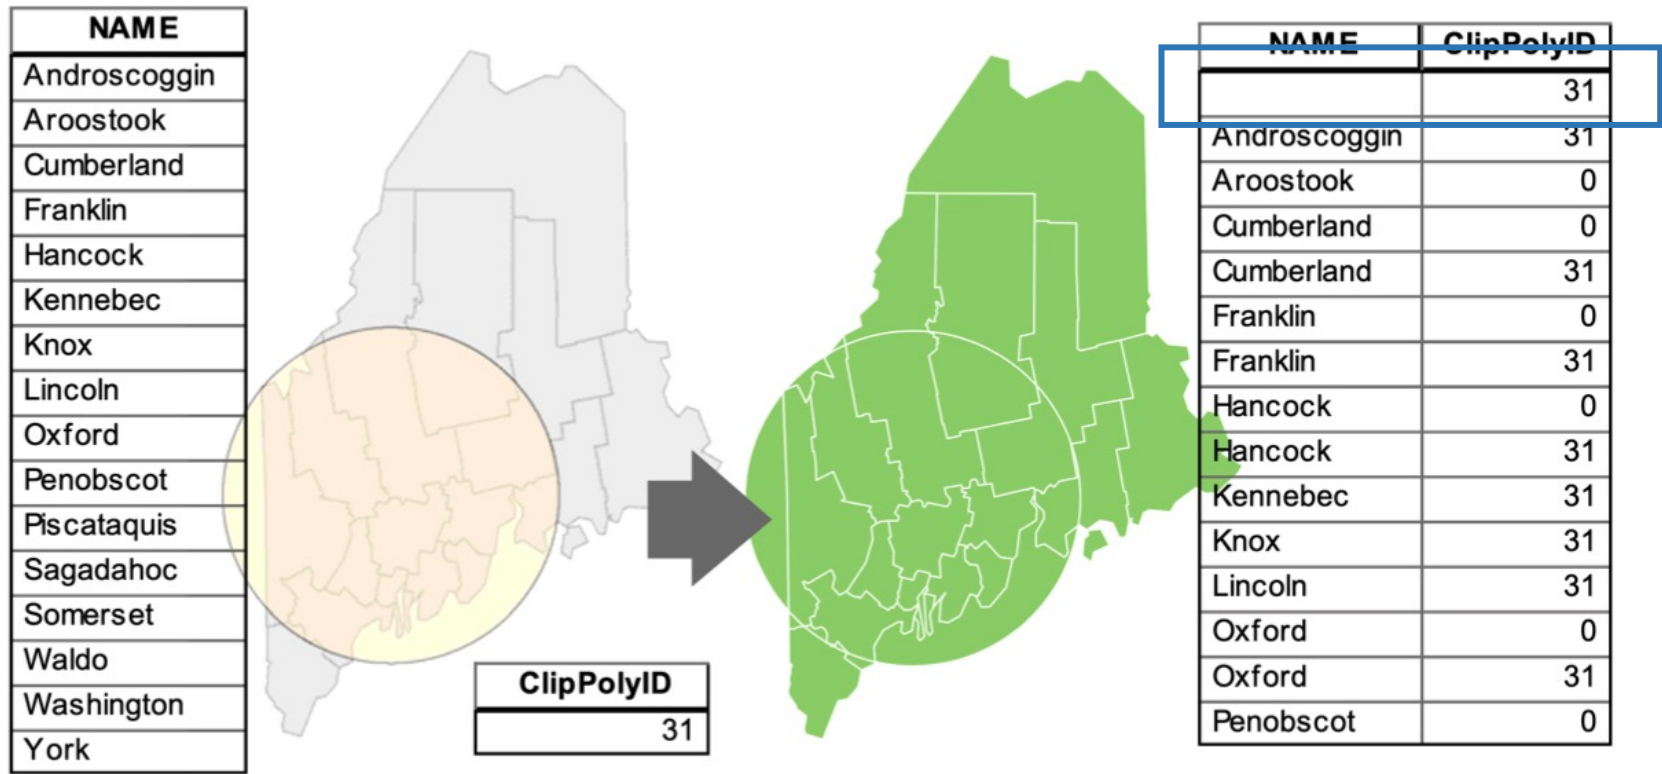 NAME
Androscoggin
Aroostook
Cumberland
Franklin
Hancock
Kennebec
Knox
Lincoln
Oxford
Penobscot
Piscataquis
Sagadahoc
Somerset
Waldo
Washington
York
ClipPolyID
31
NAME ClipPolyID
31
Androscoggin 31
Aroostook 0
Cumberland 0
Cumberland 31
Franklin 0
Franklin 31
Hancock 0
Hancock 31
Kennebec 31
Knox 31
Lincoln 31
Oxford 0
Oxford 31
Penobscot 0